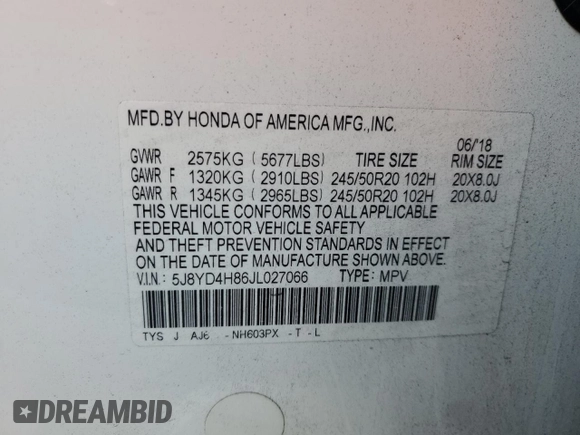 MFD.BY HONDA OF AMERICA MFG.,INC.
06/'18
GVWR 2575KG ( 5677LBS) TIRE SIZE RIM SIZE
GAWR F 1320KG ( 2910LBS) 245/50R20 102H 20X8.0J
GAWR R 1345KG ( 2965LBS) 245/50R20 102H 20X8.0J
THIS VEHICLE CONFORMS TO ALL APPLICABLE
FEDERAL MOTOR VEHICLE SAFETY
AND THEFT PREVENTION STANDARDS IN EFFECT
ON THE DATE OF MANUFACTURE SHOWN ABOVE.
V.I.N.: 5J8YD4H86JL027066 TYPE: MPV
TYS J AJ6 - NH603PX -T -L
DREAMBID